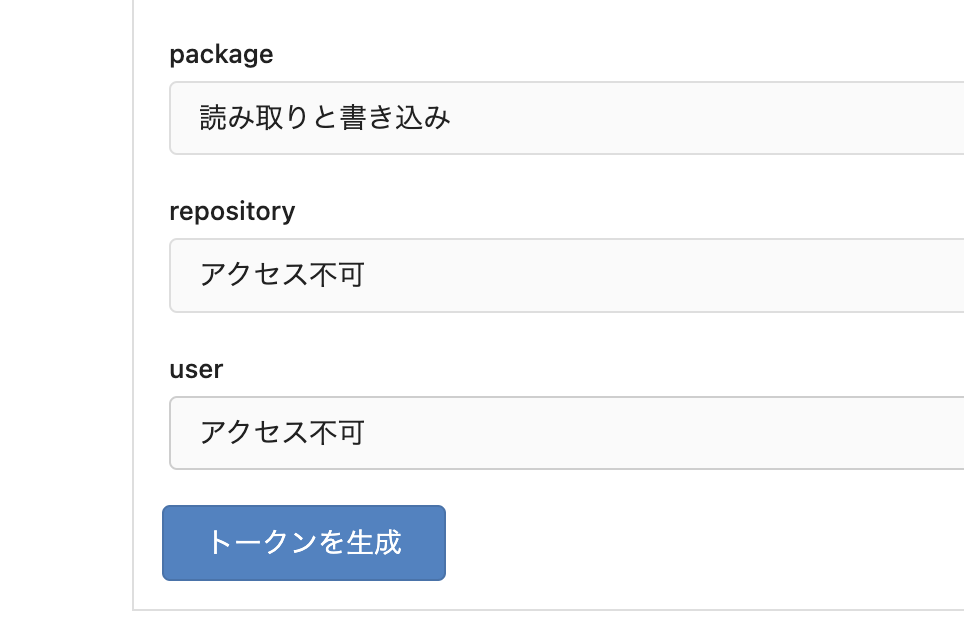 package
読み取りと書き込み
repository
アクセス不可
user
アクセス不可
トークンを生成